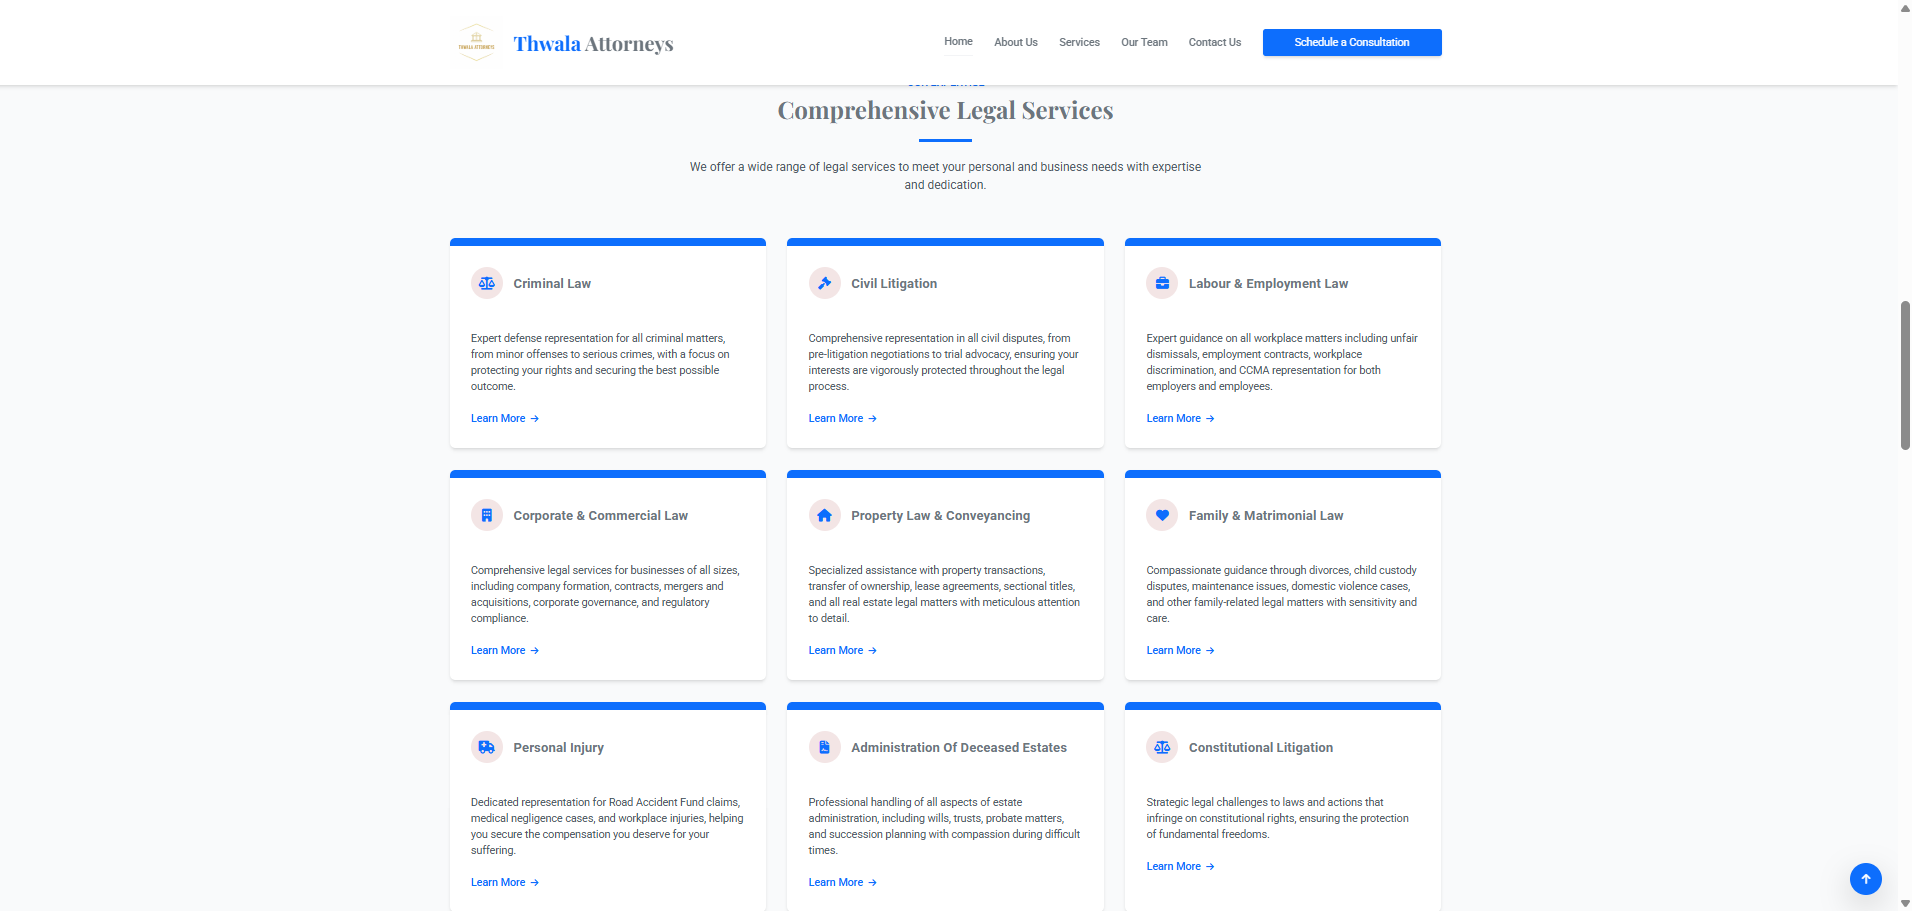 THWALA ATTORNEYS
Thwala Attorneys
Home
About Us
Services
Our Team
Contact Us
Schedule a Consultation
Comprehensive Legal Services
We offer a wide range of legal services to meet your personal and business needs with expertise
and dedication.
Criminal Law
Expert defense representation for all criminal matters,
from minor offenses to serious crimes, with a focus on
protecting your rights and securing the best possible
outcome.
Learn More →
Civil Litigation
Comprehensive representation in all civil disputes, from
pre-litigation negotiations to trial advocacy, ensuring your
interests are vigorously protected throughout the legal
process.
Learn More →
Labour & Employment Law
Expert guidance on all workplace matters including unfair
dismissals, employment contracts, workplace
discrimination, and CCMA representation for both
employers and employees.
Learn More →
Corporate & Commercial Law
Comprehensive legal services for businesses of all sizes,
including company formation, contracts, mergers and
acquisitions, corporate governance, and regulatory
compliance.
Learn More →
Property Law & Conveyancing
Specialized assistance with property transactions,
transfer of ownership, lease agreements, sectional titles,
and all real estate legal matters with meticulous attention
to detail.
Learn More →
Family & Matrimonial Law
Compassionate guidance through divorces, child custody
disputes, maintenance issues, domestic violence cases,
and other family-related legal matters with sensitivity and
care.
Learn More →
Personal Injury
Dedicated representation for Road Accident Fund claims,
medical negligence cases, and workplace injuries, helping
you secure the compensation you deserve for your
suffering.
Learn More →
Administration Of Deceased Estates
Professional handling of all aspects of estate
administration, including wills, trusts, probate matters,
and succession planning with compassion during difficult
times.
Learn More →
Constitutional Litigation
Strategic legal challenges to laws and actions that
infringe on constitutional rights, ensuring the protection
of fundamental freedoms.
Learn More →